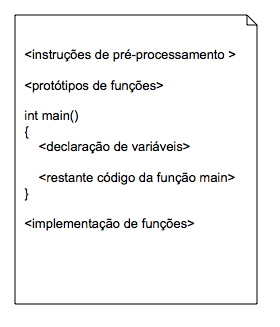 <instruções de pré-processamento >
<protótipos de funções>
int main()
{
<declaração de variáveis>
<restante código da função main>
}
<implementação de funções>